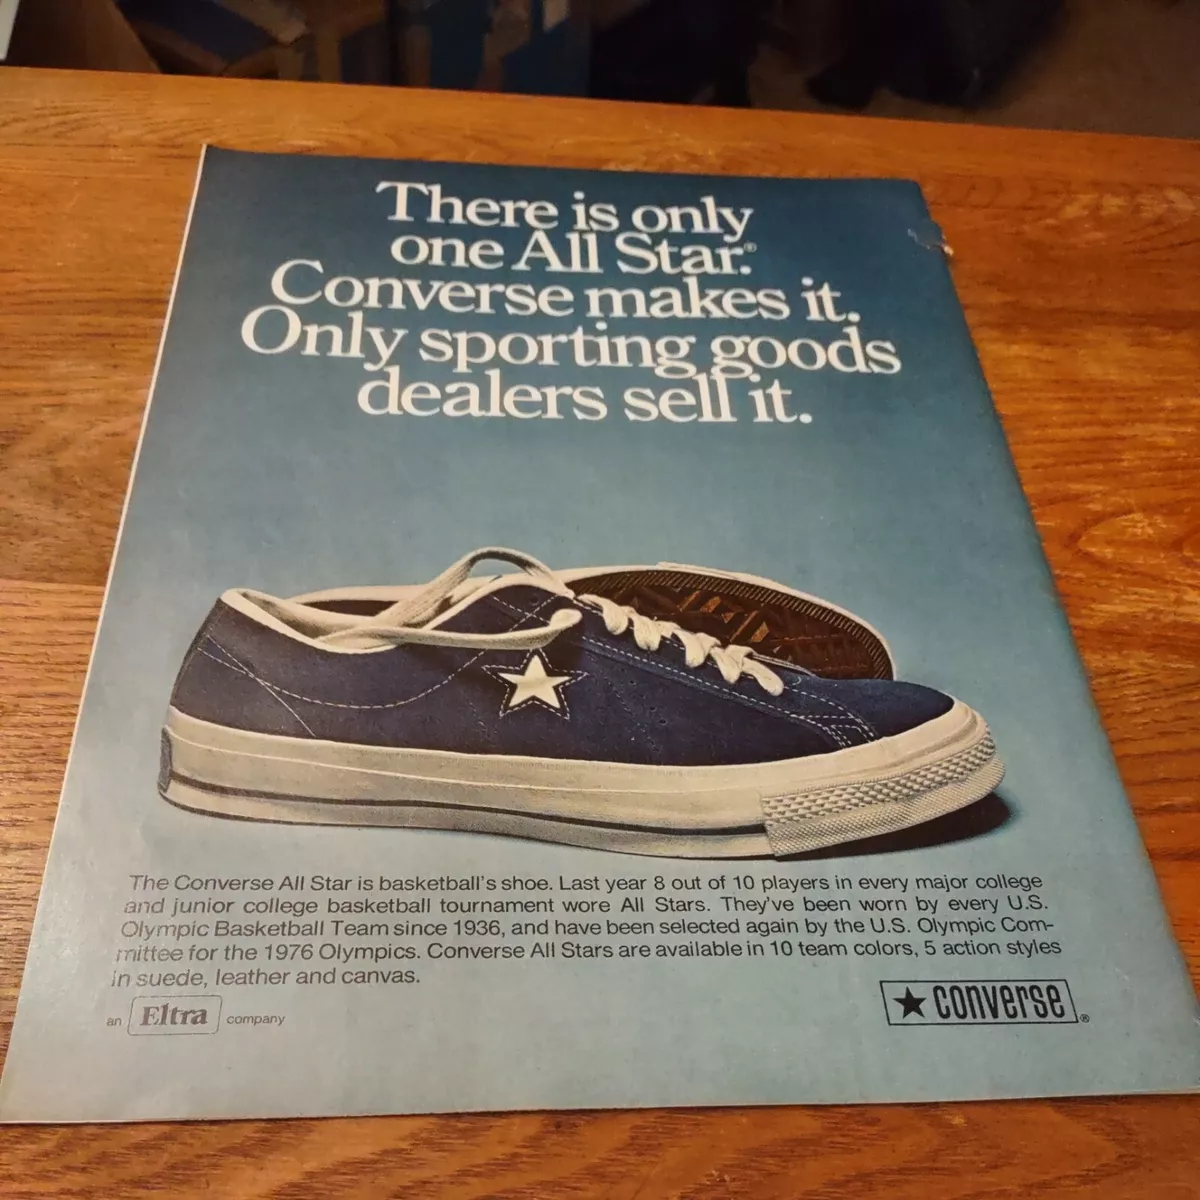 There is only
one All Star.®
Converse makes it.
Only sporting goods
dealers sell it.
The Converse All Star is basketball's shoe. Last year 8 out of 10 players in every major college
and junior college basketball tournament wore All Stars. They've been worn by every U.S.
Olympic Basketball Team since 1936, and have been selected again by the U.S. Olympic Com-
mittee for the 1976 Olympics. Converse All Stars are available in 10 team colors, 5 action styles
in suede, leather and canvas.
an Eltra company
★ converse®